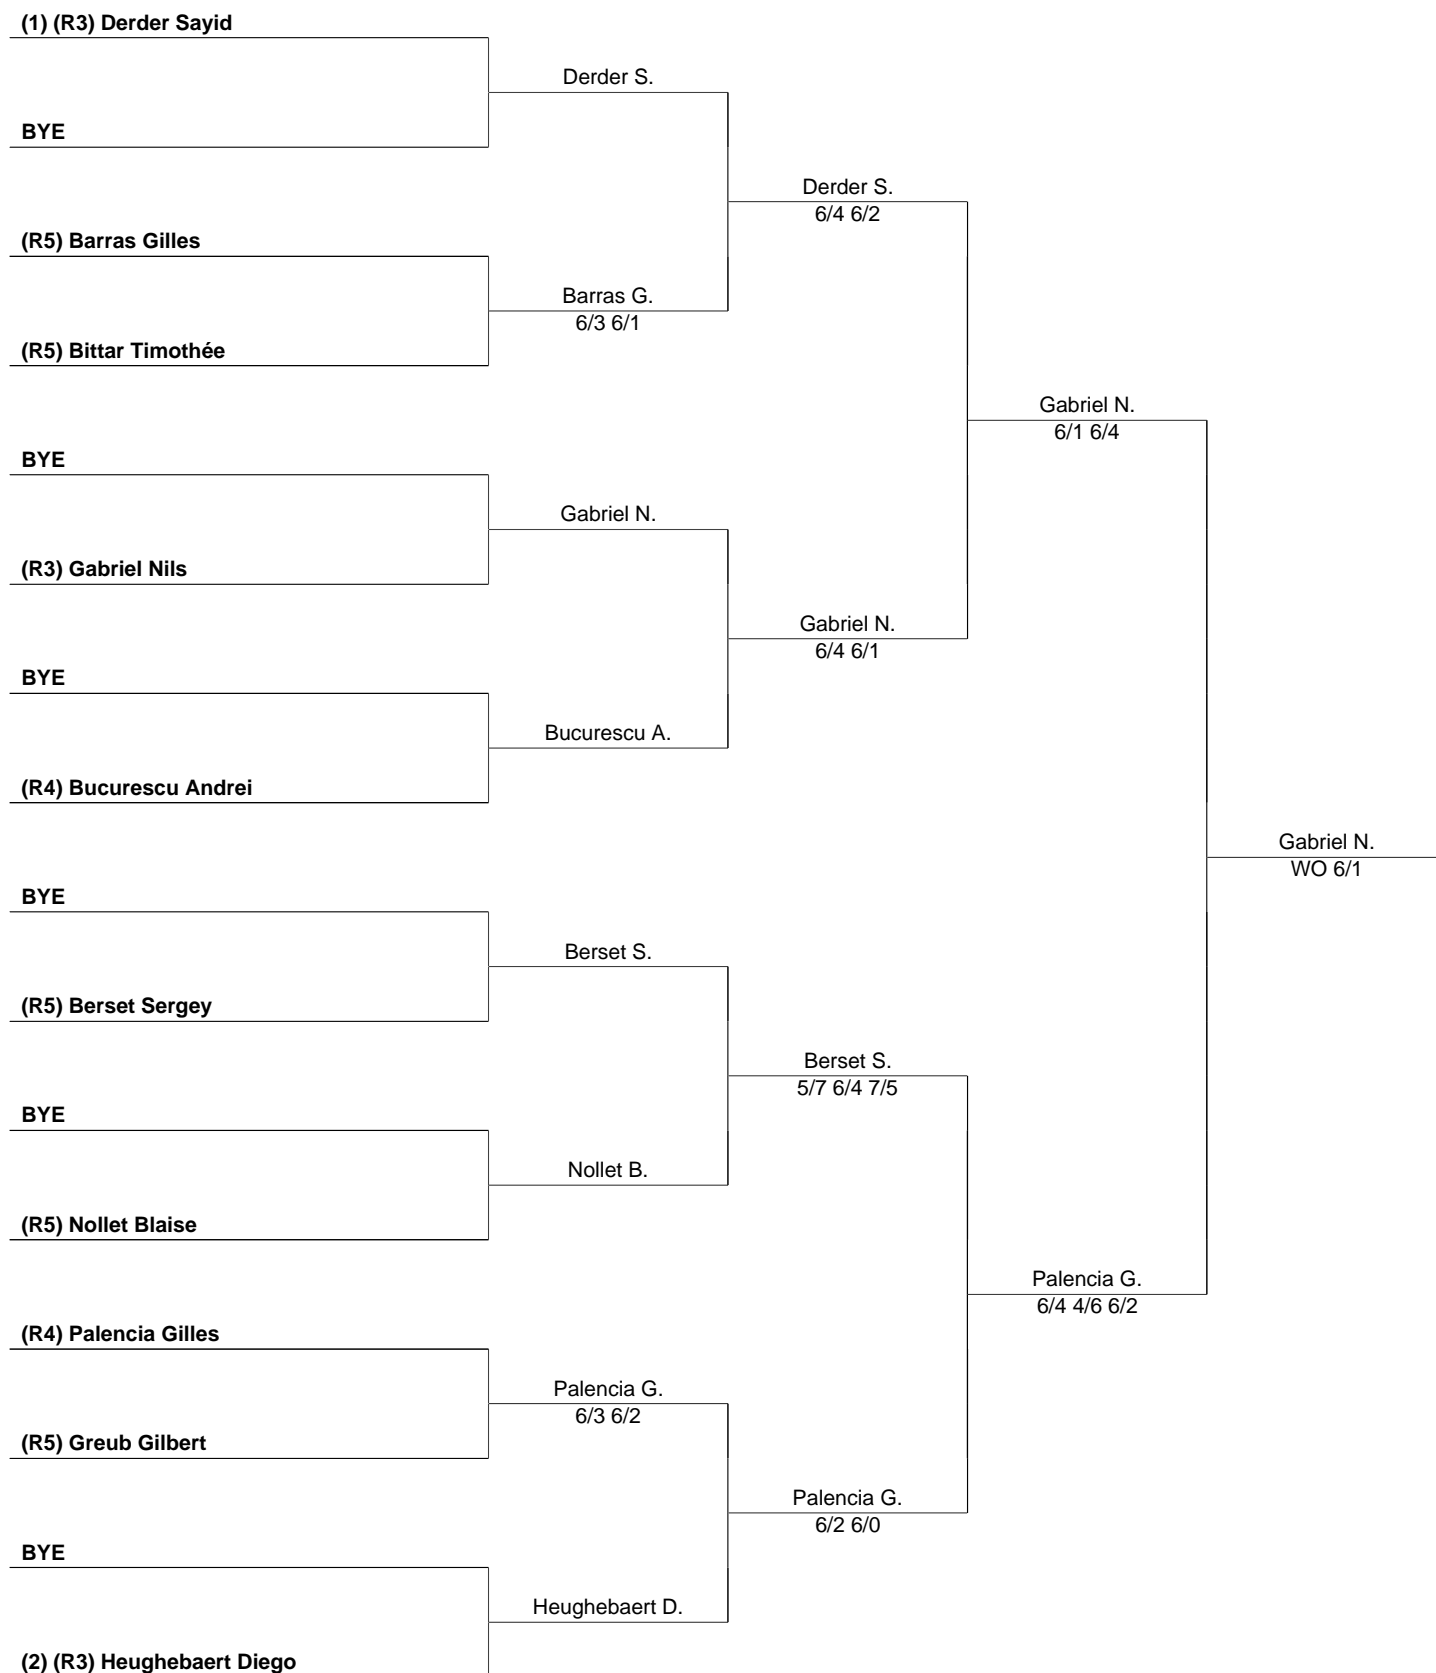 (1) (R3) Derder Sayid
Derder S.
BYE
Derder S.
6/4 6/2
(R5) Barras Gilles
Barras G.
6/3 6/1
(R5) Bittar Timothée
Gabriel N.
6/1 6/4
BYE
Gabriel N.
(R3) Gabriel Nils
Gabriel N.
6/4 6/1
BYE
Bucurescu A.
(R4) Bucurescu Andrei
Gabriel N.
WO 6/1
BYE
Berset S.
(R5) Berset Sergey
Berset S.
5/7 6/4 7/5
BYE
Nollet B.
(R5) Nollet Blaise
Palencia G.
6/4 4/6 6/2
(R4) Palencia Gilles
Palencia G.
6/3 6/2
(R5) Greub Gilbert
Palencia G.
6/2 6/0
BYE
Heughebaert D.
(2) (R3) Heughebaert Diego